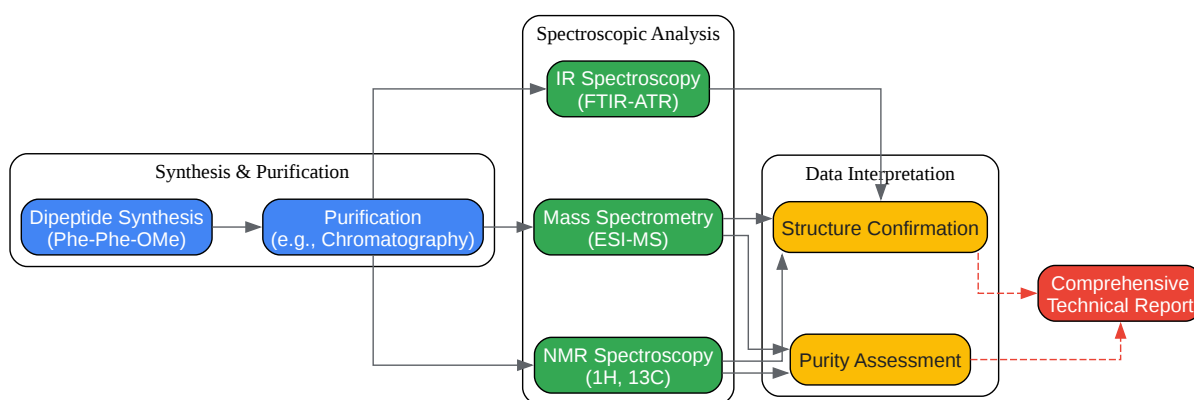 Synthesis & Purification
Dipeptide Synthesis
(Phe-Phe-OMe)
Purification
(e.g., Chromatography)
Spectroscopic Analysis
IR Spectroscopy
(FTIR-ATR)
Mass Spectrometry
(ESI-MS)
NMR Spectroscopy
(1H, 13C)
Data Interpretation
Structure Confirmation
Purity Assessment
Comprehensive
Technical Report